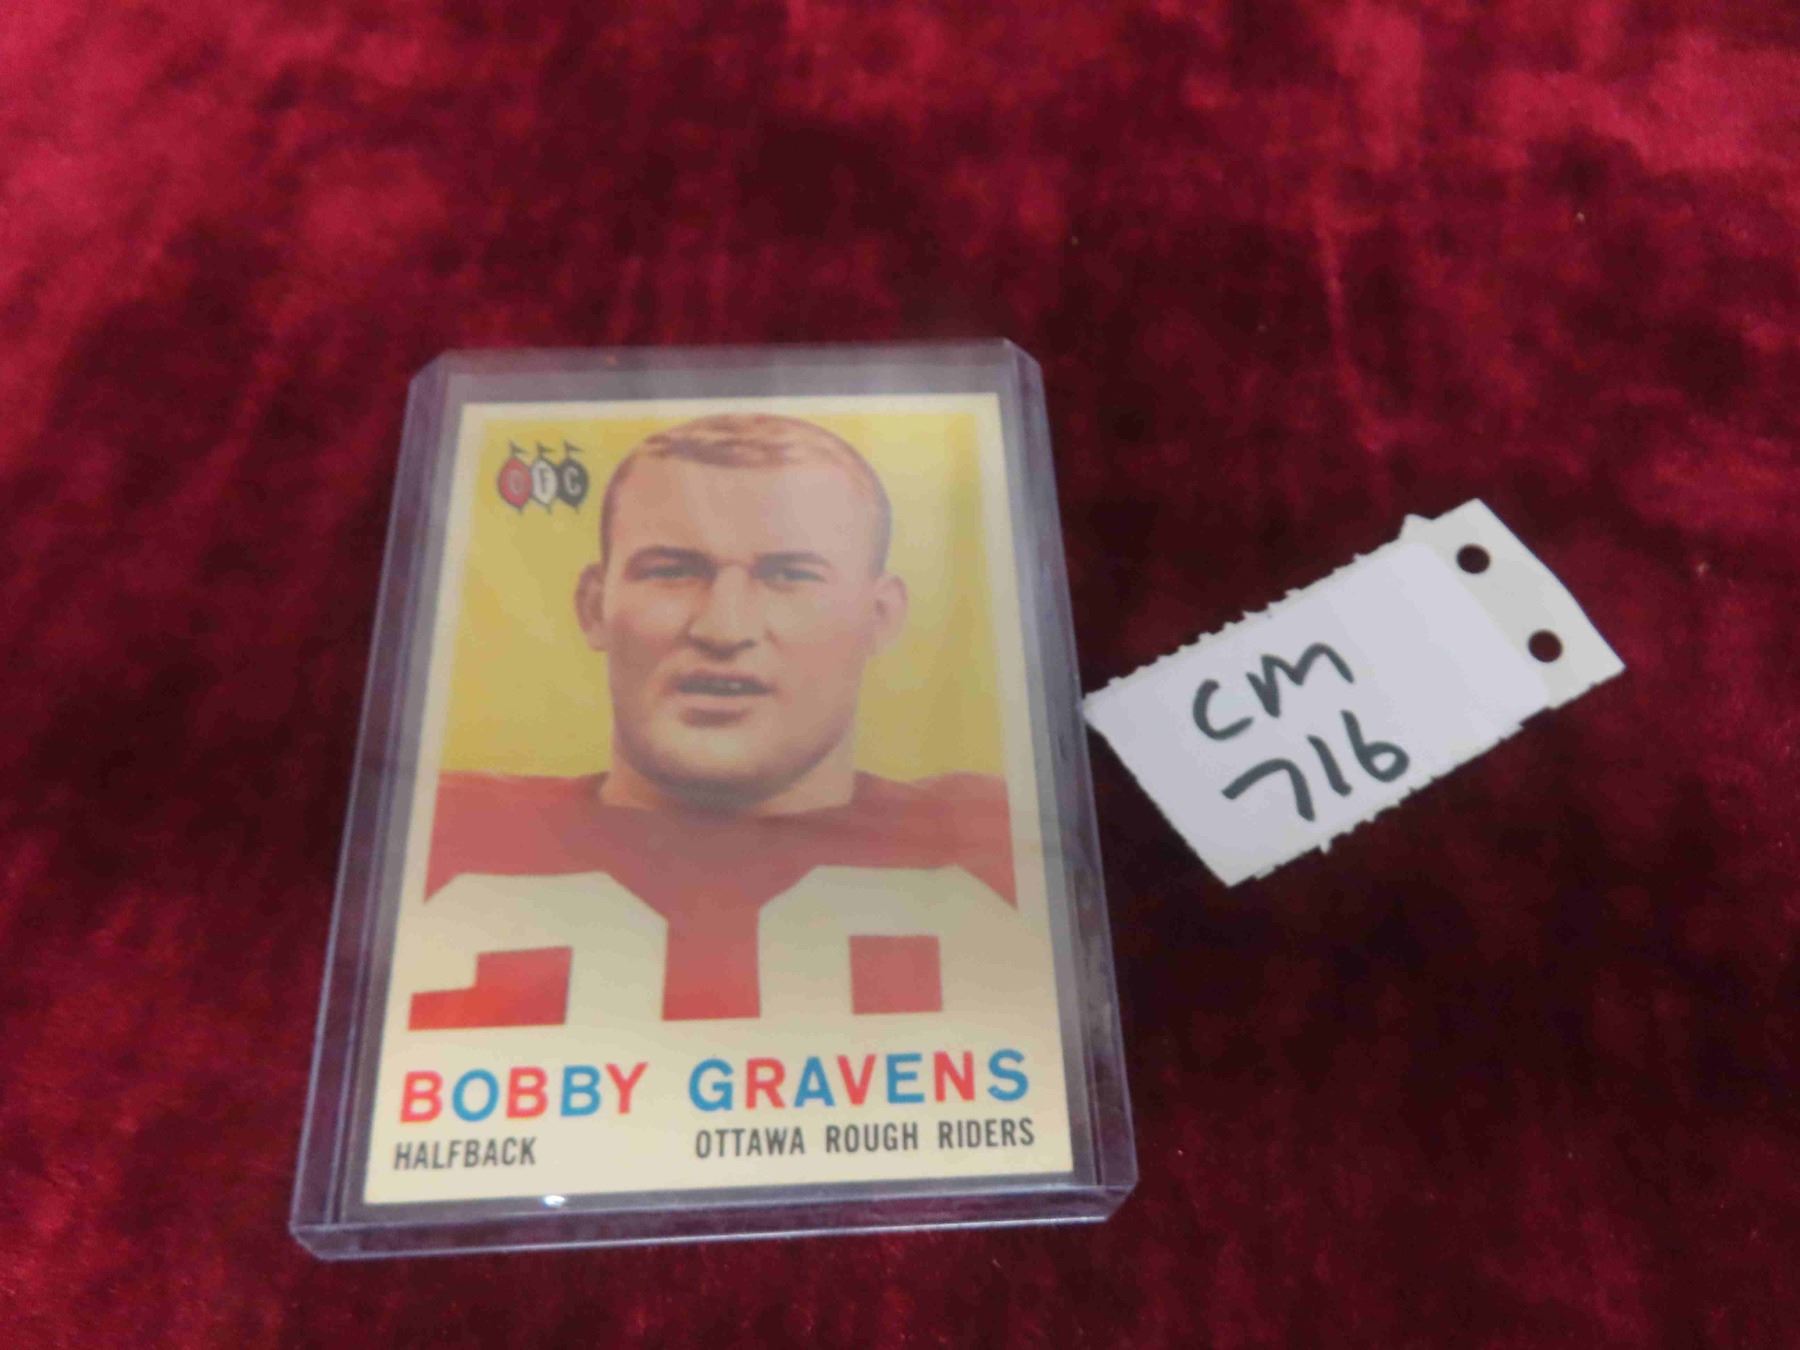 CFC
BOBBY GRAVENS
HALFBACK OTTAWA ROUGH RIDERS
CM
716